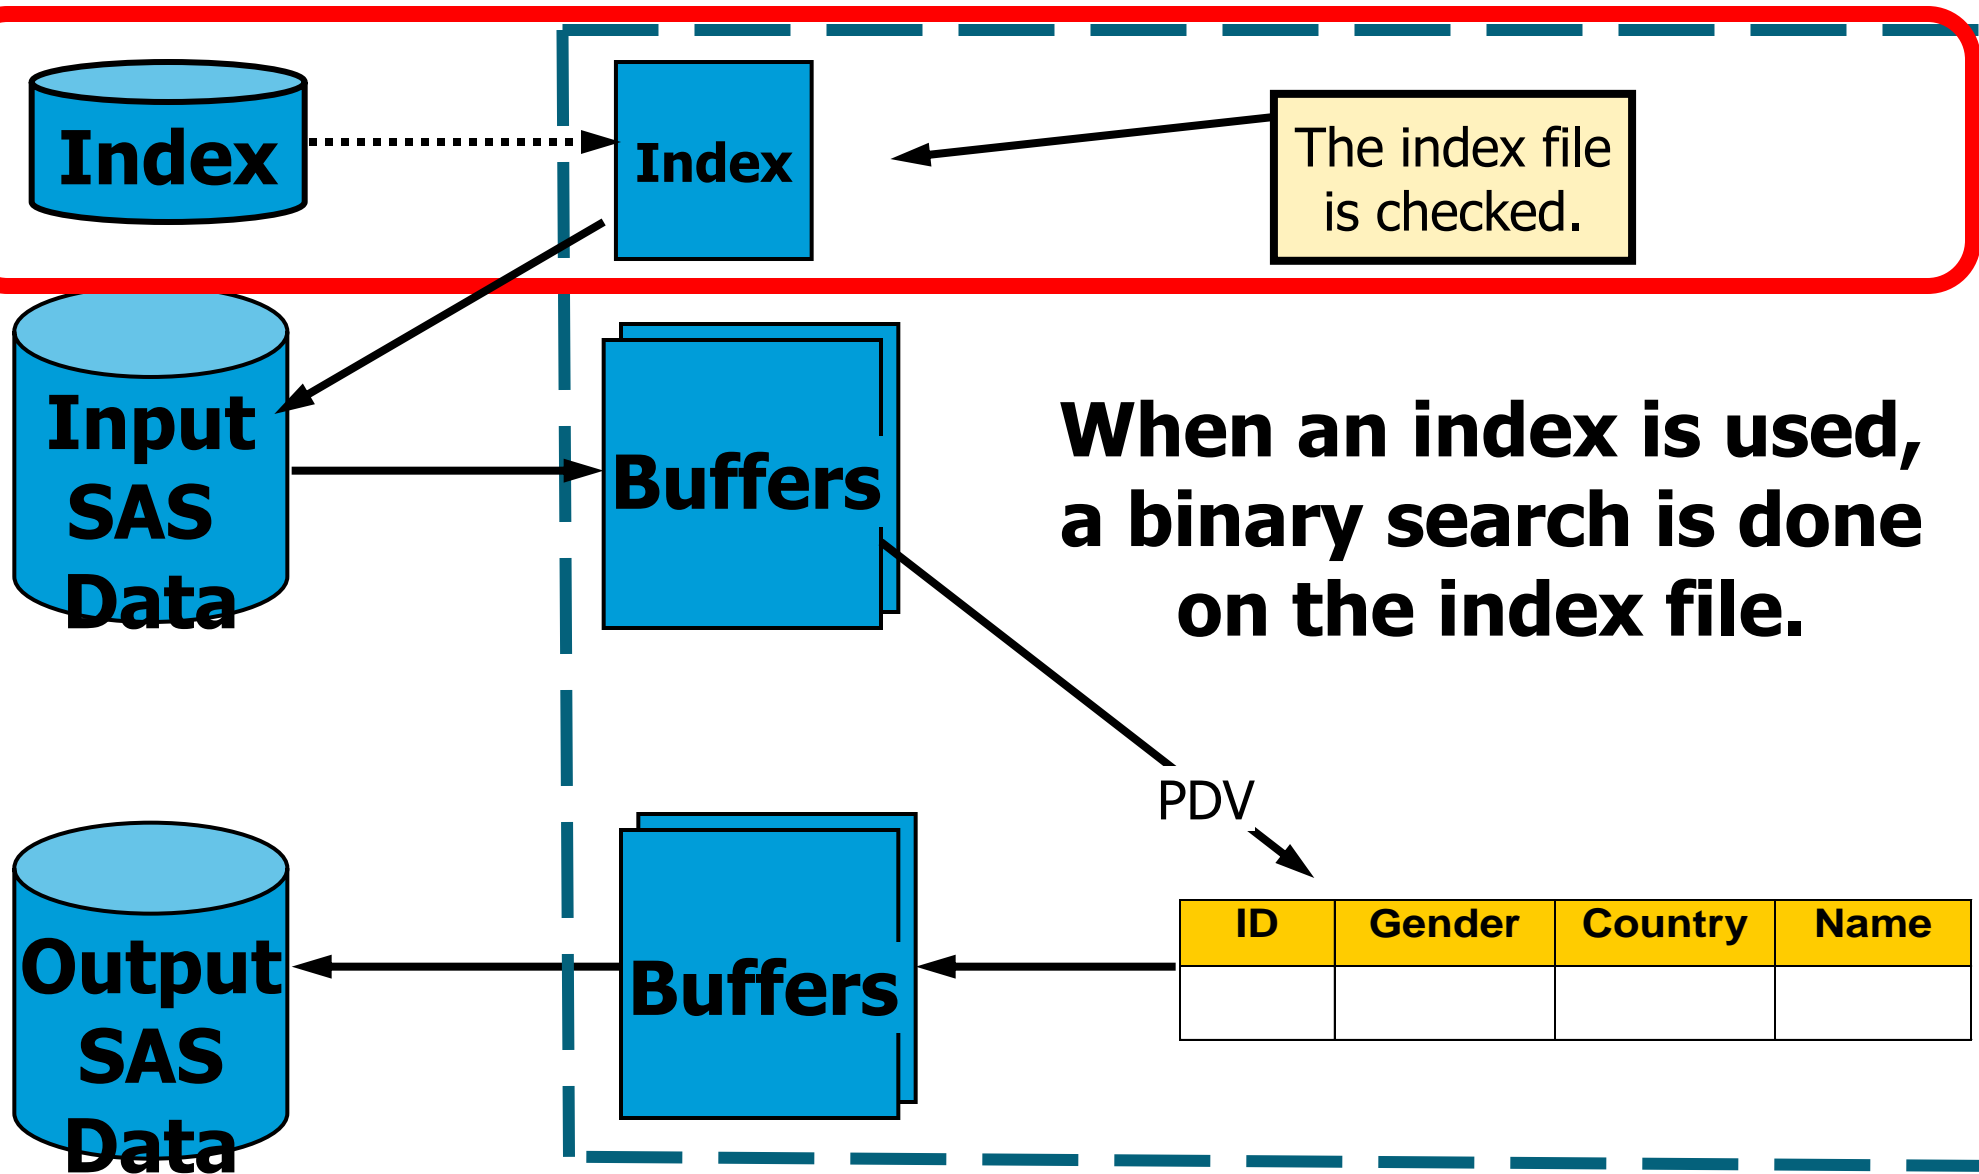 Index
Index
The index file
is checked.
Input
SAS
Data
Buffers
When an index is used,
a binary search is done
on the index file.
PDV
ID Gender Country Name
Output
SAS
Data
Buffers